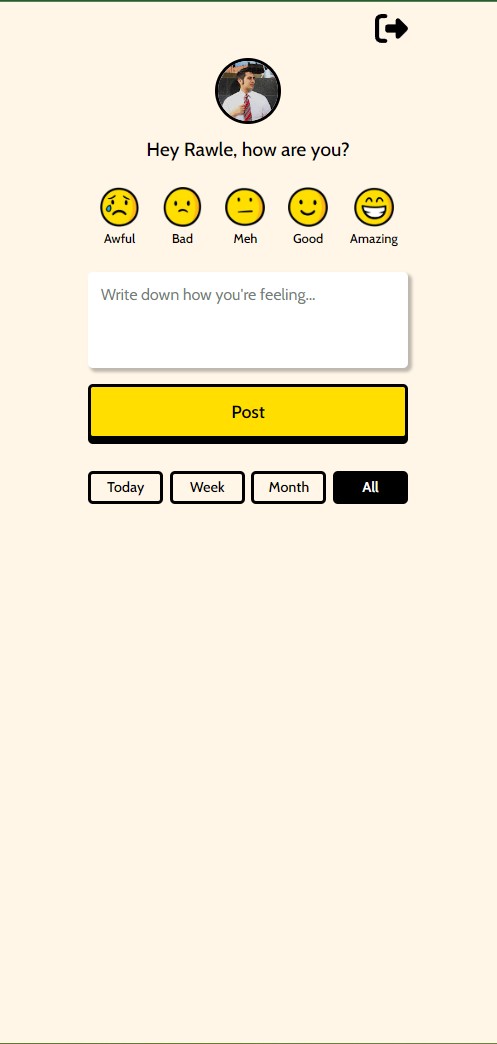 Hey Rawle, how are you?
Awful Bad Meh Good Amazing
Write down how you're feeling...
Post
Today Week Month All